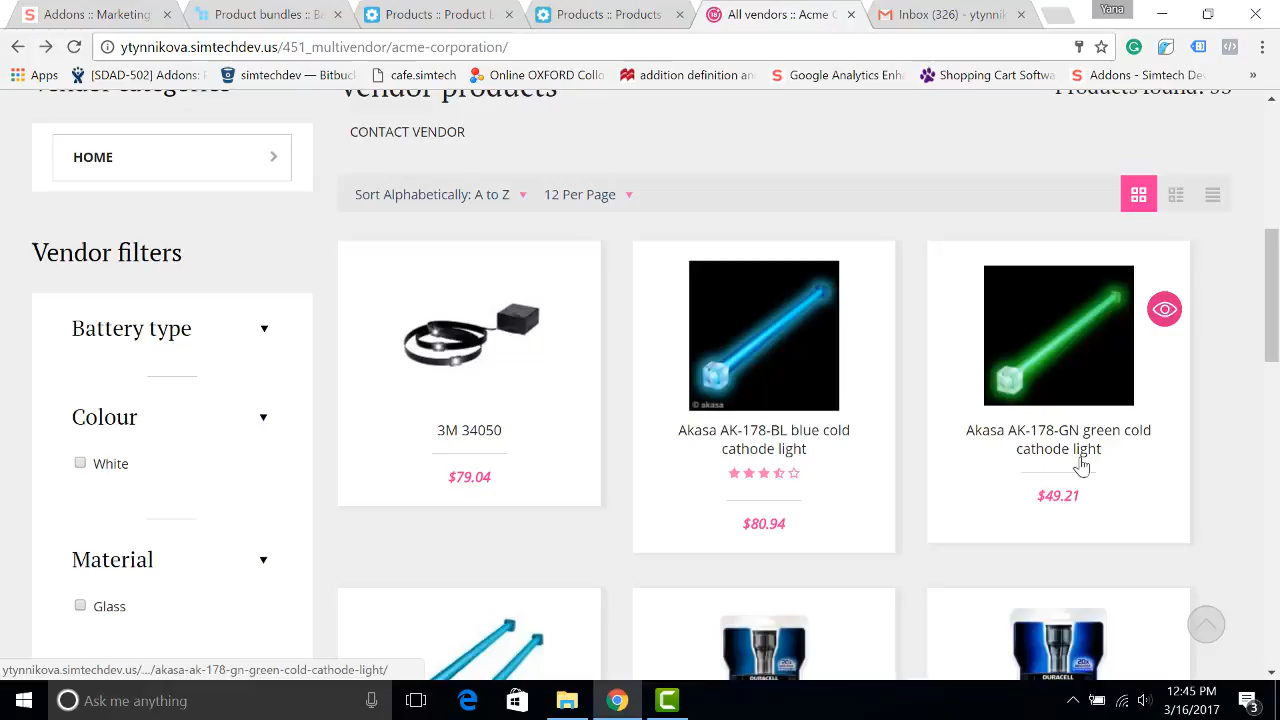 Addons :: Marketing
Product bundles :: B
Products :: Product
Products :: Products
18
All vendors :: Acme C
Inbox (326) - ytynnik
Yana
ytynnikova.simtechdev.us/451_multivendor/acme-corporation/
Apps
[SDAD-502] Addons:
simtechdev — Bitbuc
cafe.simtech
Online OXFORD Collo
addition definition an
Google Analytics Enh
Shopping Cart Softwa
Addons - Simtech De
»
Vendor categories
Vendor products
Products found: 55
HOME
CONTACT VENDOR
Sort Alphabetically: A to Z
12 Per Page
Vendor filters
Battery type
Colour
White
Material
Glass
© akasa
3M 34050
$79.04
Akasa AK-178-BL blue cold
cathode light
$80.94
Akasa AK-178-GN green cold
cathode light
$49.21
DURACELL
DURACELL
ytynnikova.simtechdev.us/.../akasa-ak-178-gn-green-cold-cathode-light/
Ask me anything
12:45 PM
3/16/2017
3